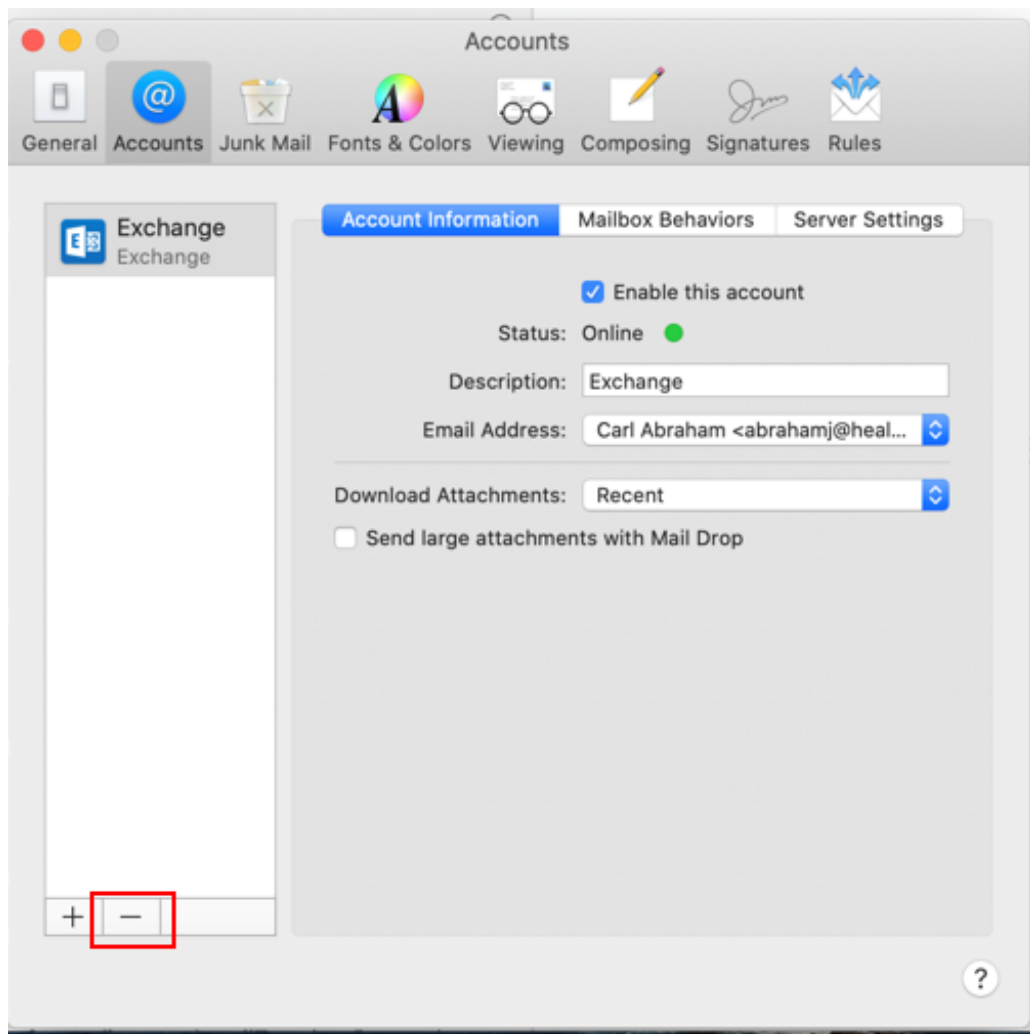 Accounts
General Accounts Junk Mail Fonts & Colors Viewing Composing Signatures Rules
Exchange
Exchange
Account Information Mailbox Behaviors Server Settings
Enable this account
Status: Online
Description: Exchange
Email Address: Carl Abraham <abrahamj@heal...
Download Attachments: Recent
Send large attachments with Mail Drop
+ −
?